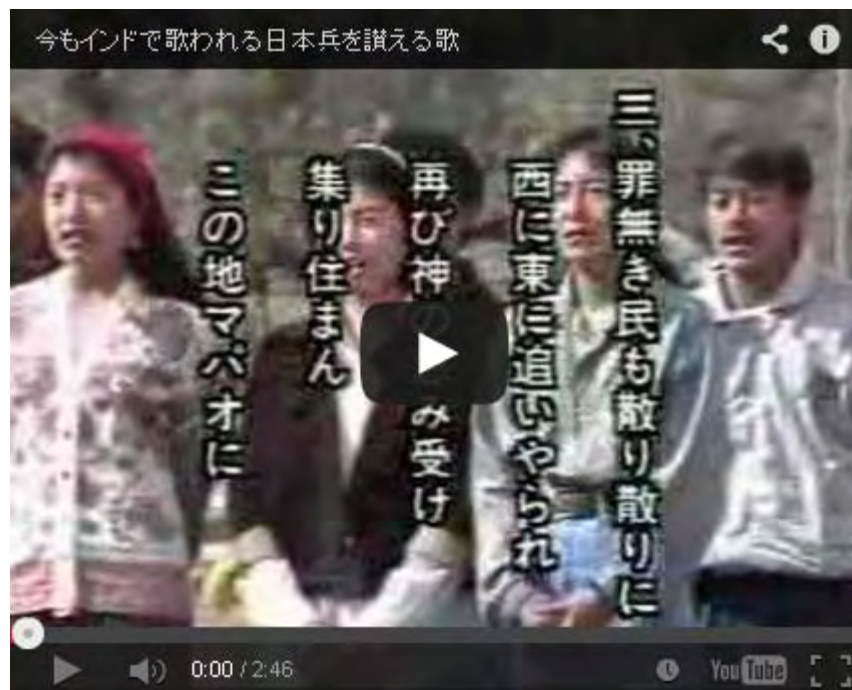 今もインドで歌われる日本兵を讃える歌
三、罪無き民も散り散りに
西に東に追いやられ
再び神の み受け
集り住まん
この地マパオに
0:00 / 2:46
YouTube